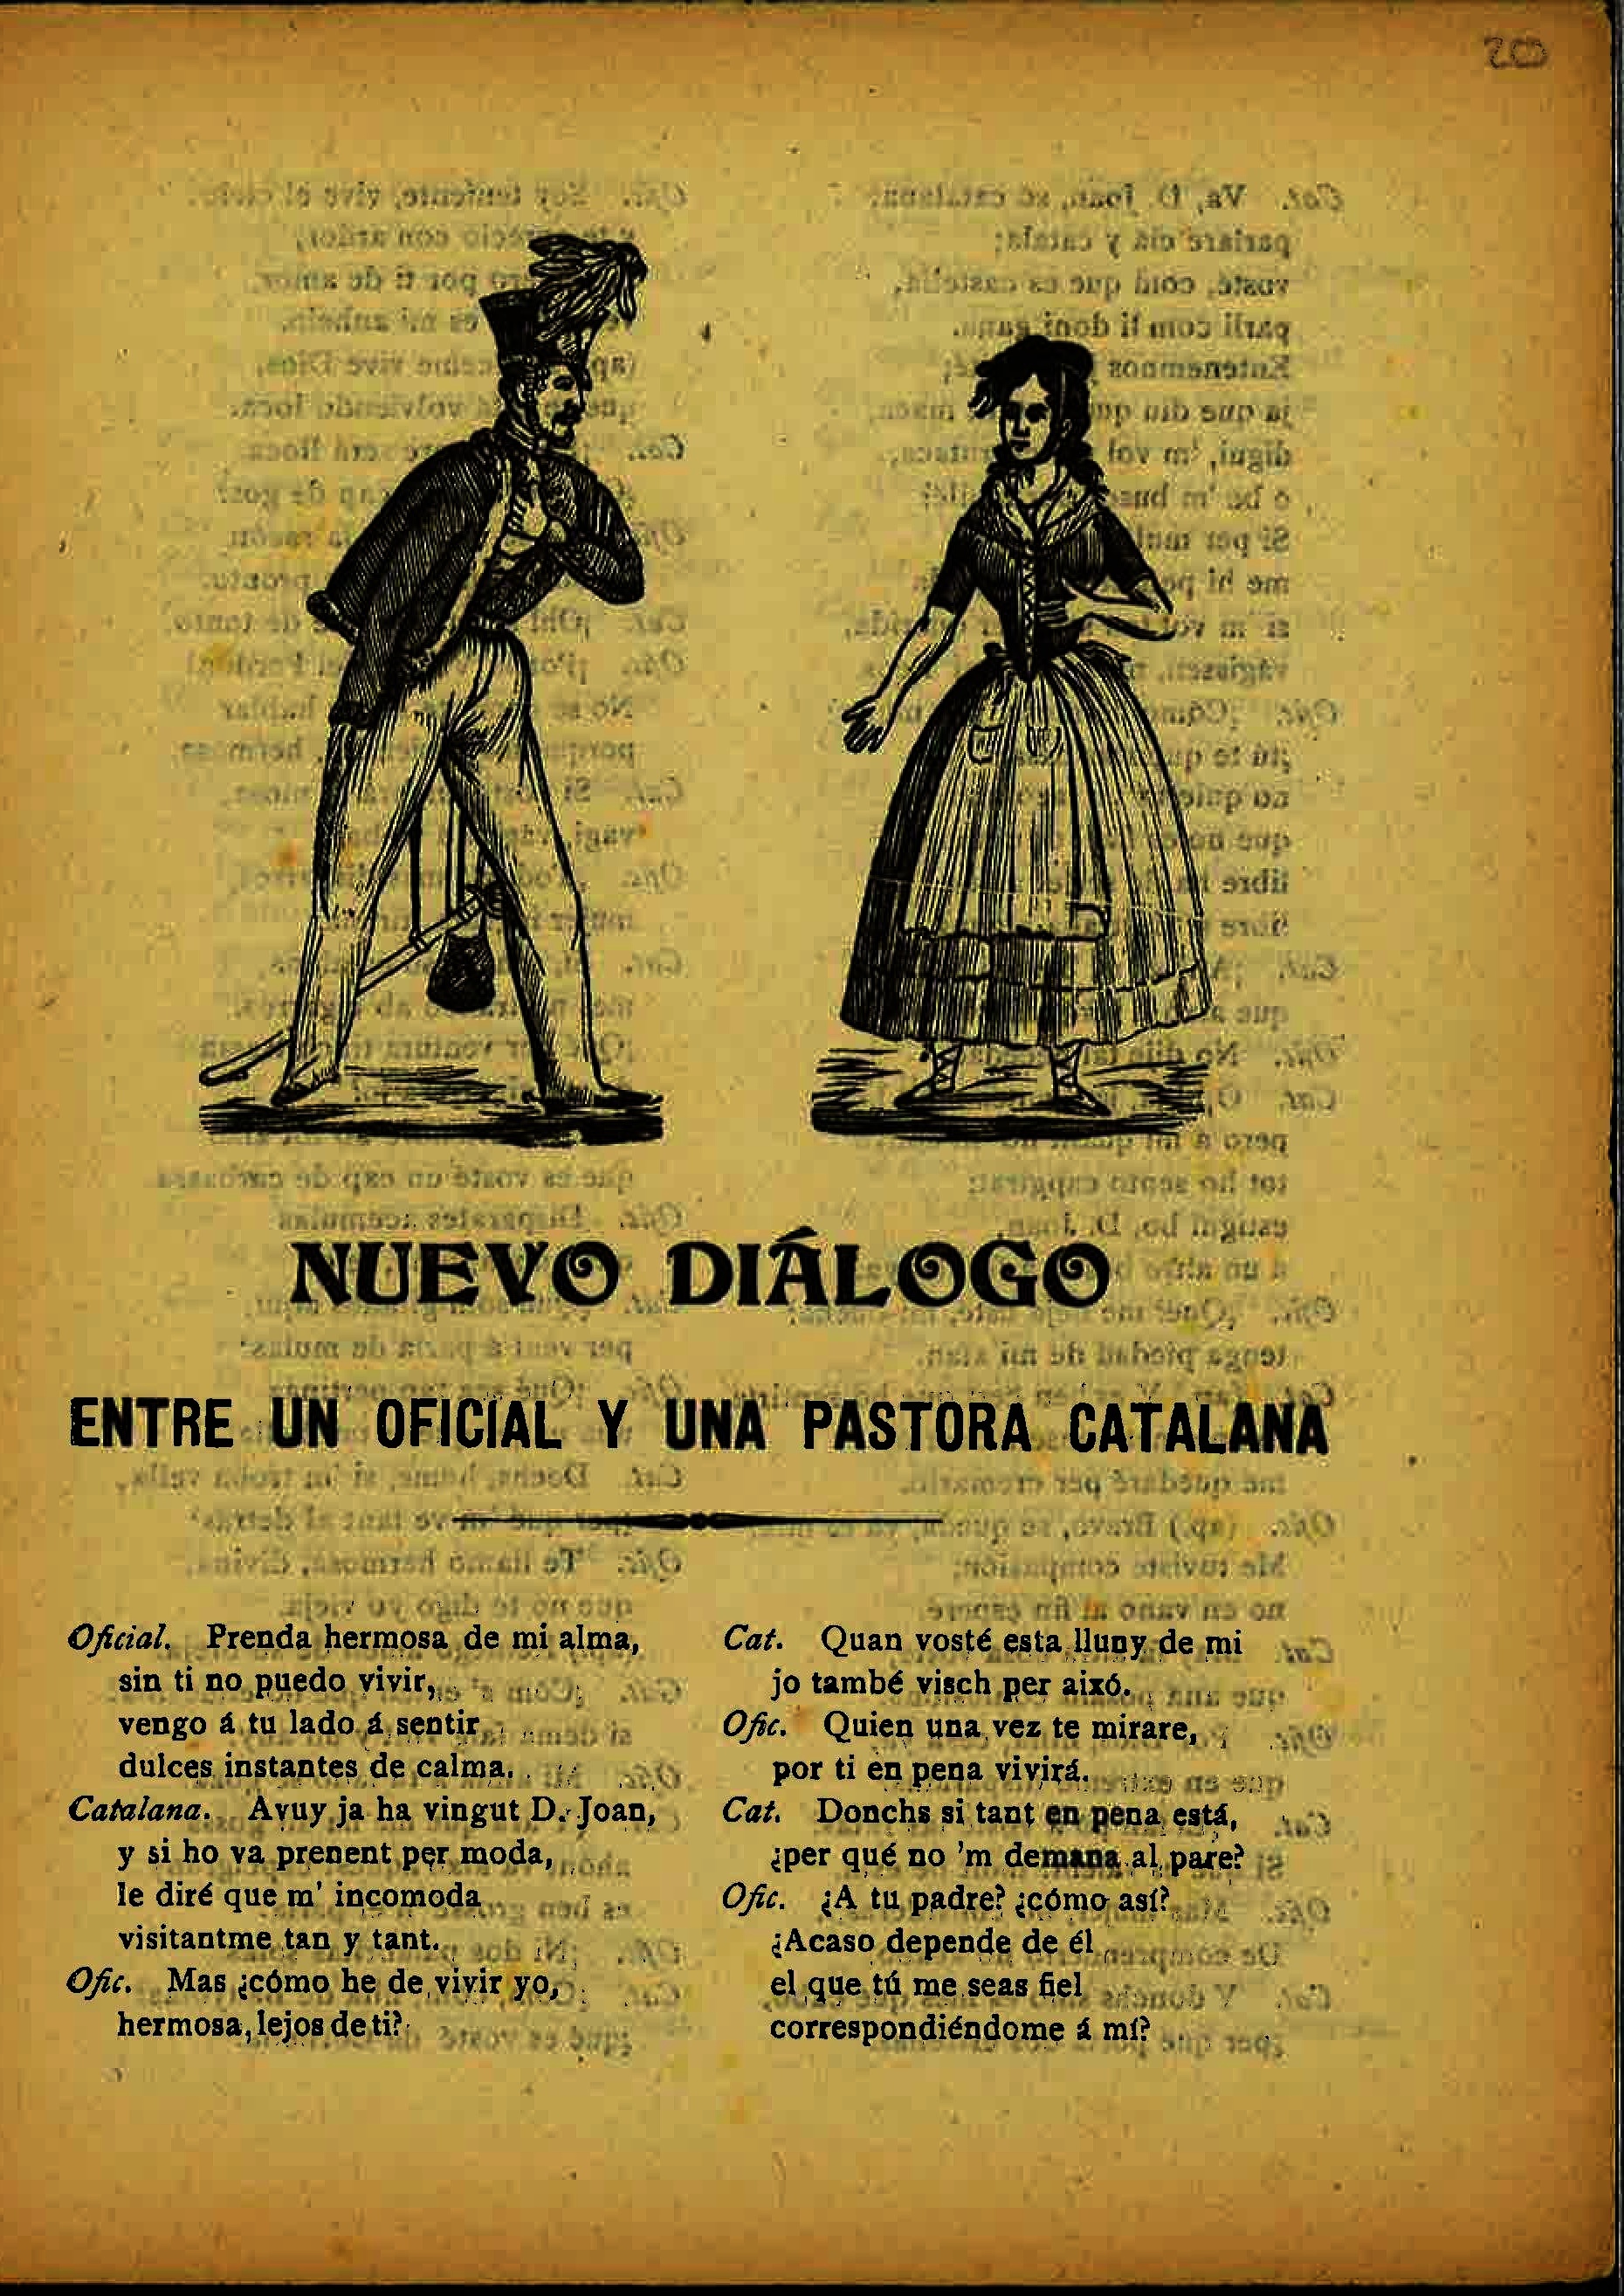 NUEVO DIÁLOGO
ENTRE UN OFICIAL Y UNA PASTORA CATALANA
Oficial. Prenda hermosa de mi alma,
sin ti no puedo vivir,
vengo á tu lado á sentir
dulces instantes de calma.
Catalana. Avuy ja ha vingut D. Joan,
y si ho va prenent per moda,
le diré que m' incomoda
visitantme tan y tant.
Ofic. Mas ¿cómo he de vivir yo,
hermosa, lejos de ti?
Cat. Quan vosté esta lluny de mi
jo també visch per aixó.
Ofic. Quien una vez te mirare,
por ti en pena vivirá.
Cat. Donchs si tant en pena está,
¿per qué no 'm demana al pare?
Ofic. ¿A tu padre? ¿cómo así?
¿Acaso depende de él
el que tú me seas fiel
correspondiéndome á mí?